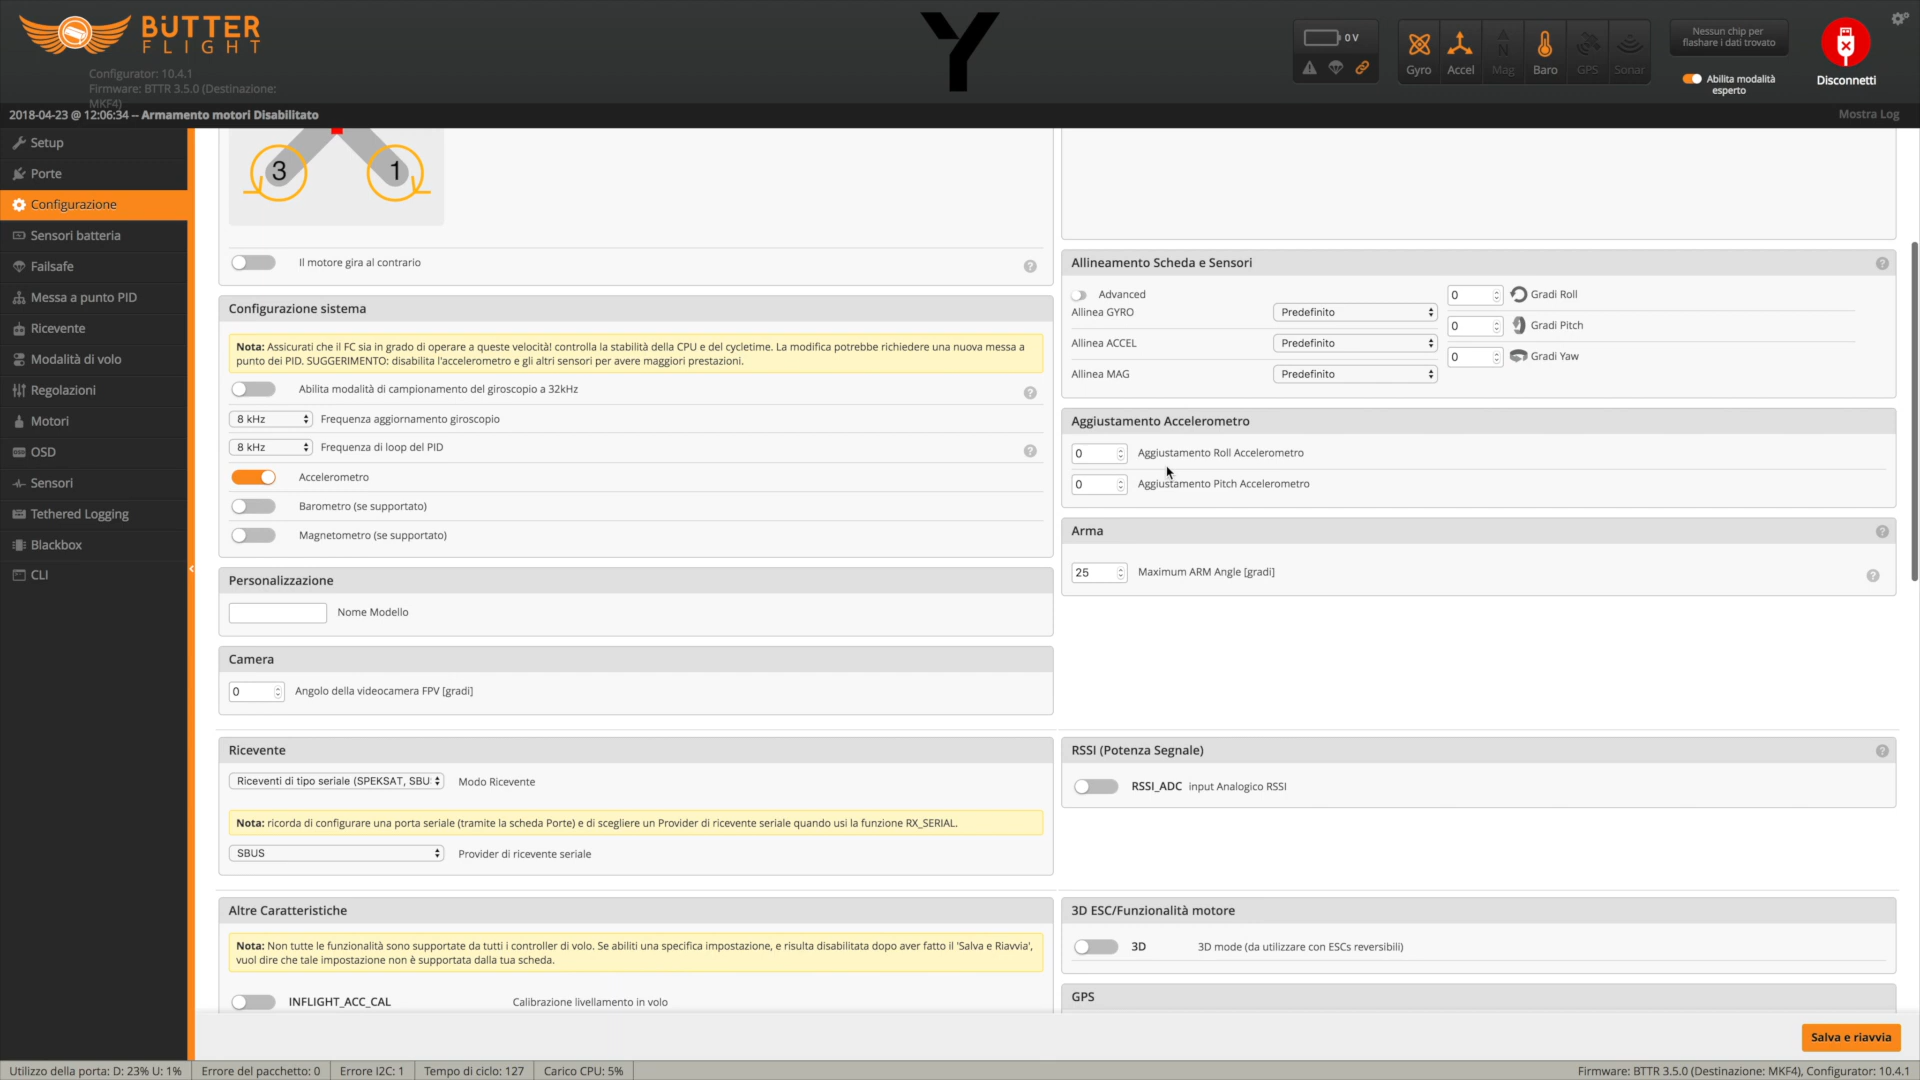 BUTTER
FLIGHT
Configurator: 10.4.1
Firmware: BTTR 3.5.0 (Destinazione:
MKF4)
Y
0 V
Gyro
Accel
Mag
Baro
GPS
Sonar
Nessun chip per
flashare i dati trovato
Abilita modalità
esperto
Disconnetti
2018-04-23 @ 12:06:34 -- Armamento motori Disabilitato
Mostra Log
Setup
Porte
Configurazione
Sensori batteria
Failsafe
Messa a punto PID
Ricevente
Modalità di volo
Regolazioni
Motori
OSD
Sensori
Tethered Logging
Blackbox
CLI
3
1
Il motore gira al contrario
Configurazione sistema
Nota: Assicurati che il FC sia in grado di operare a queste velocità! controlla la stabilità della CPU e del cycletime. La modifica potrebbe richiedere una nuova messa a
punto dei PID. SUGGERIMENTO: disabilita l'accelerometro e gli altri sensori per avere maggiori prestazioni.
Abilita modalità di campionamento del giroscopio a 32kHz
8 kHz Frequenza aggiornamento giroscopio
8 kHz Frequenza di loop del PID
Accelerometro
Barometro (se supportato)
Magnetometro (se supportato)
Personalizzazione
Nome Modello
Camera
0 Angolo della videocamera FPV [gradi]
Ricevente
Riceventi di tipo seriale (SPEKSAT, SBU Modo Ricevente
Nota: ricorda di configurare una porta seriale (tramite la scheda Porte) e di scegliere un Provider di ricevente seriale quando usi la funzione RX_SERIAL.
SBUS Provider di ricevente seriale
Altre Caratteristiche
Nota: Non tutte le funzionalità sono supportate da tutti i controller di volo. Se abiliti una specifica impostazione, e risulta disabilitata dopo aver fatto il 'Salva e Riavvia',
vuol dire che tale impostazione non è supportata dalla tua scheda.
INFLIGHT_ACC_CAL Calibrazione livellamento in volo
Allineamento Scheda e Sensori
Advanced
Allinea GYRO Predefinito
Allinea ACCEL Predefinito
Allinea MAG Predefinito
0 Gradi Roll
0 Gradi Pitch
0 Gradi Yaw
Aggiustamento Accelerometro
0 Aggiustamento Roll Accelerometro
0 Aggiustamento Pitch Accelerometro
Arma
25 Maximum ARM Angle [gradi]
RSSI (Potenza Segnale)
RSSI_ADC input Analogico RSSI
3D ESC/Funzionalità motore
3D 3D mode (da utilizzare con ESCs reversibili)
GPS
Salva e riavvia
Utilizzo della porta: D: 23% U: 1% Errore del pacchetto: 0 Errore I2C: 1 Tempo di ciclo: 127 Carico CPU: 5% Firmware: BTTR 3.5.0 (Destinazione: MKF4), Configurator: 10.4.1